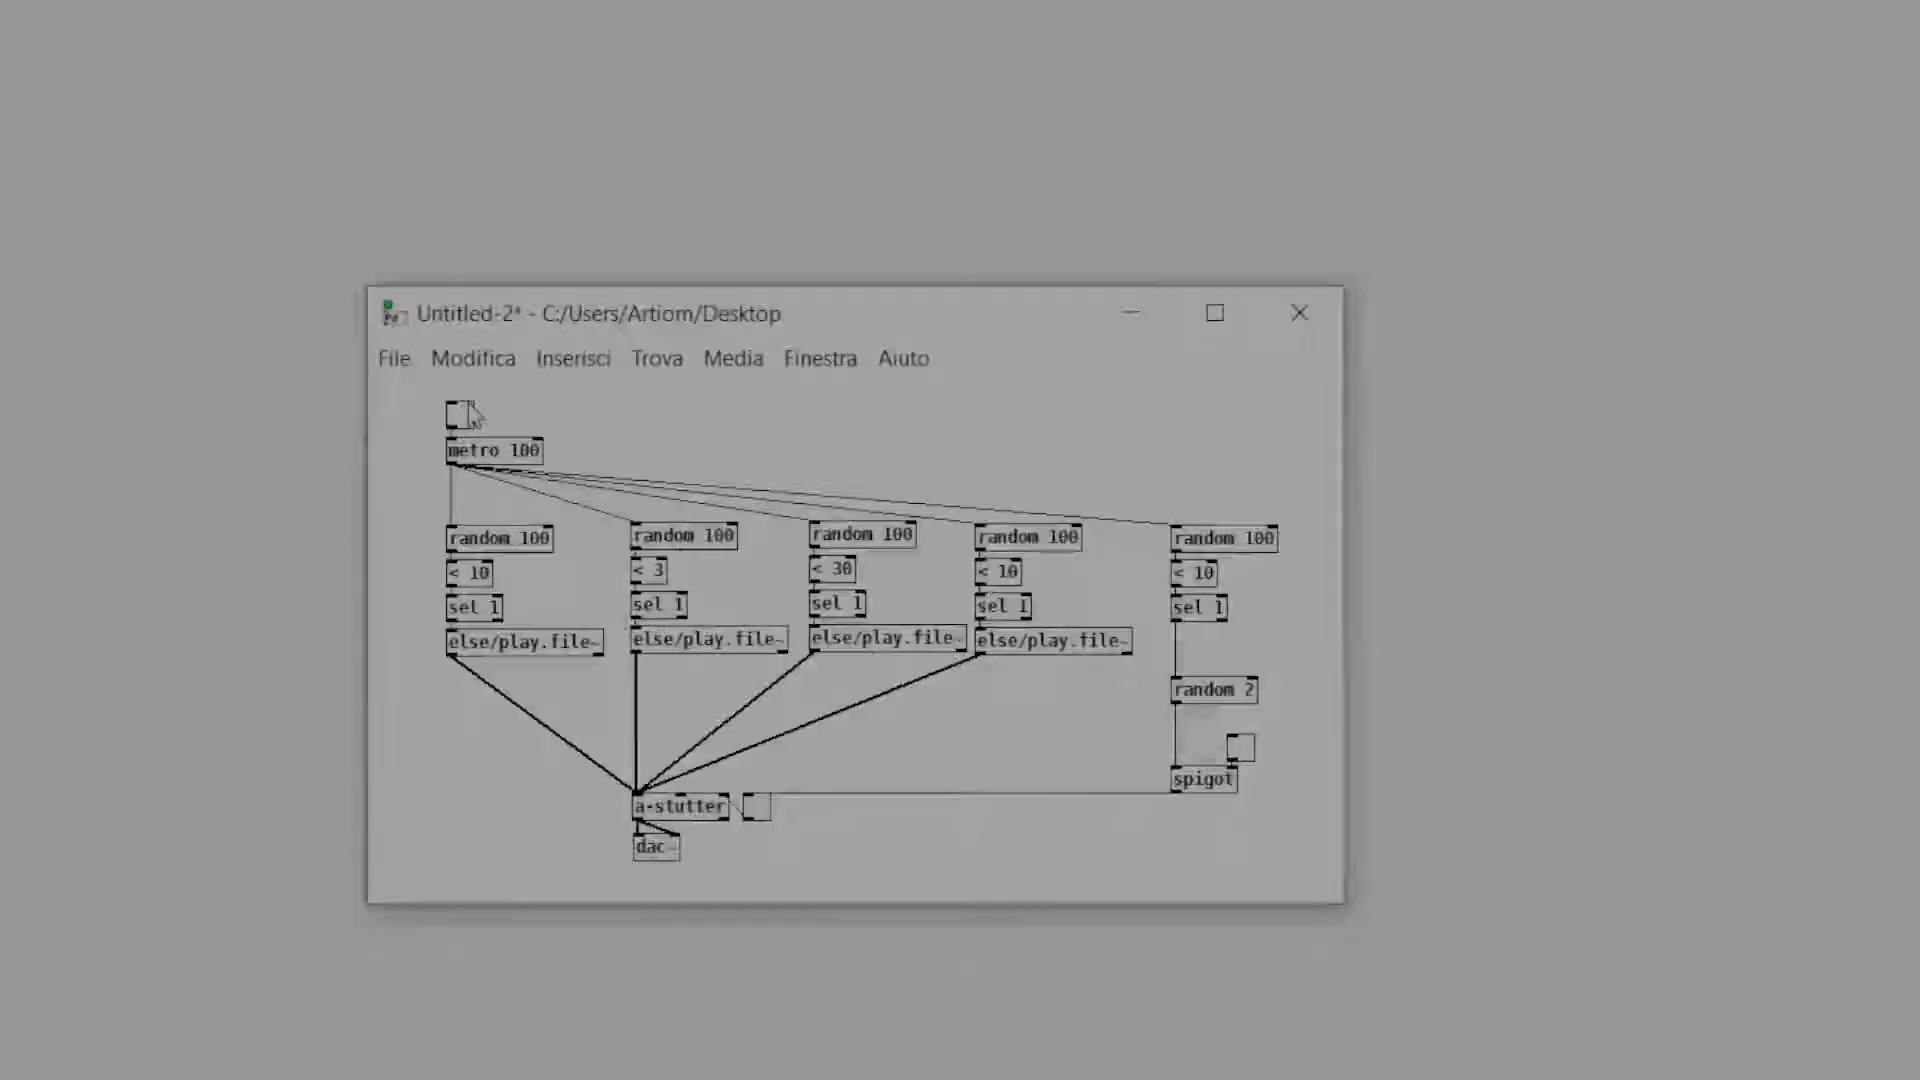 Untitled-2* - C:/Users/Artiom/Desktop
File Modifica Inserisci Trova Media Finestra Aiuto
metro 100
random 100 random 100 random 100 random 100 random 100
< 10 < 3 < 30 < 10 < 10
sel 1 sel 1 sel 1 sel 1 sel 1
else/play.file~ else/play.file~ else/play.file~ else/play.file~
random 2
spigot
a-stutter
dac~